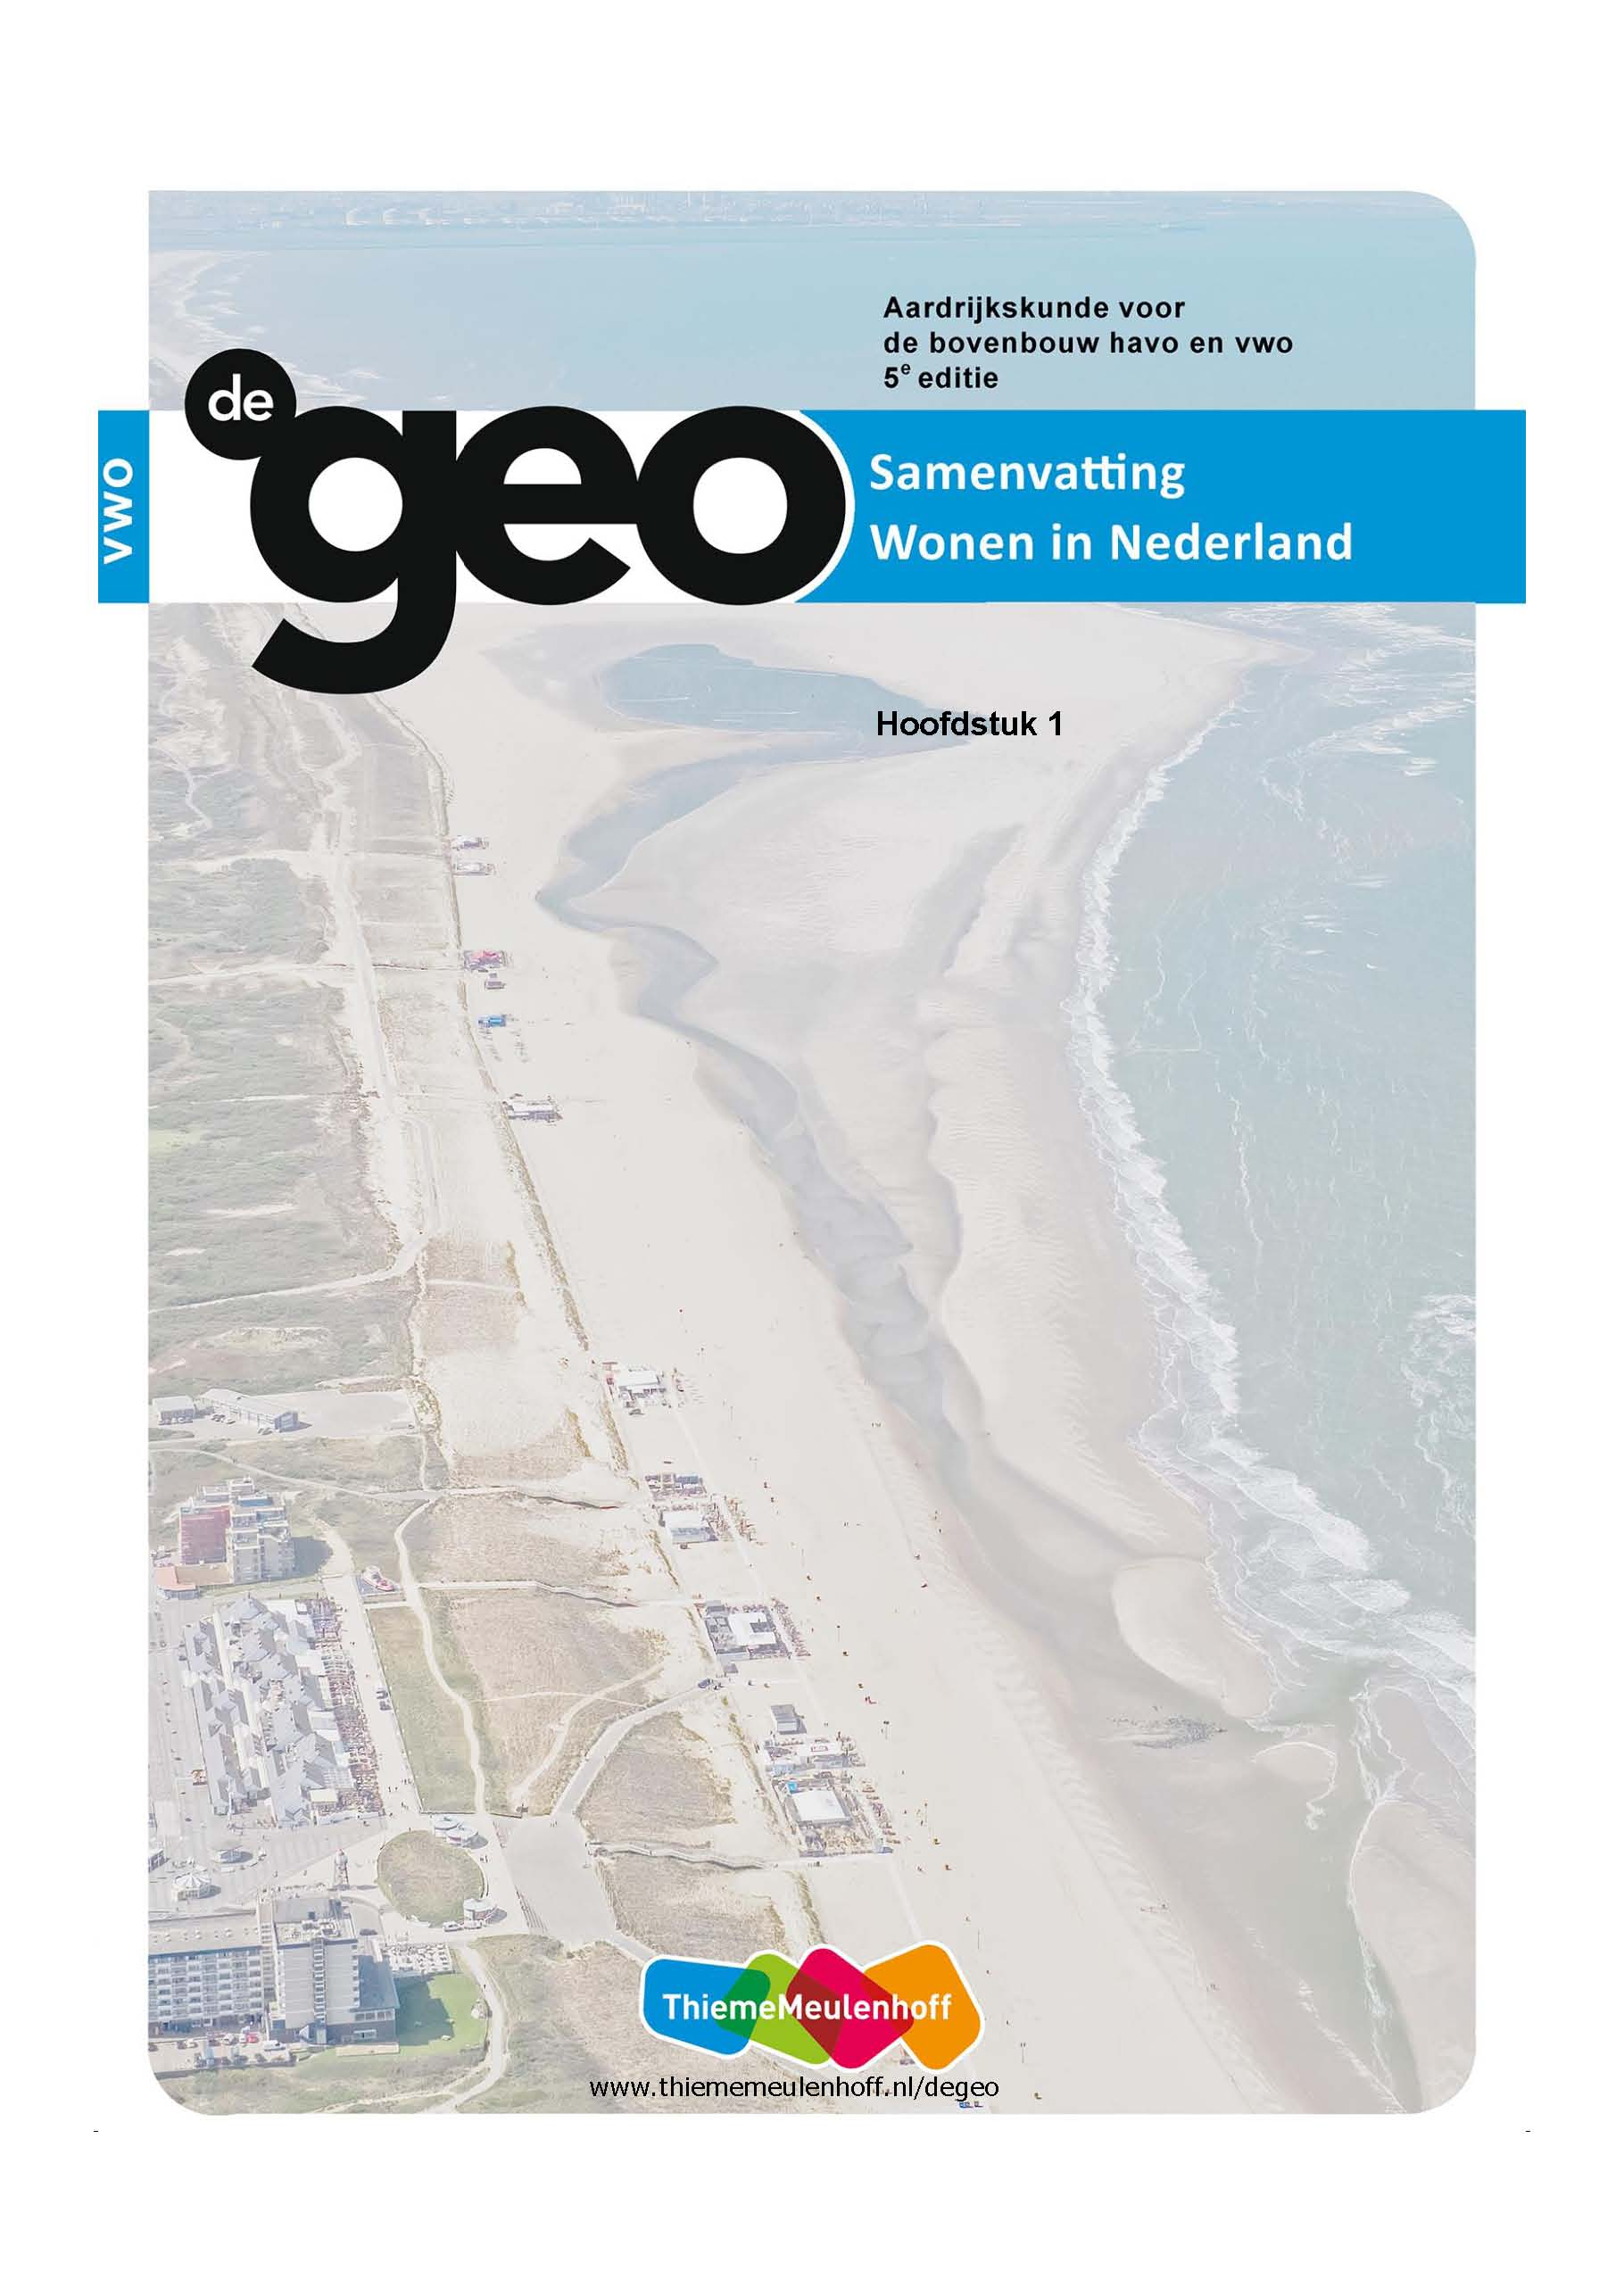 Aardrijkskunde voor
de bovenbouw havo en vwo
5e editie
vwo
de
geo
Samenvatting
Wonen in Nederland
Hoofdstuk 1
ThiemeMeulenhoff
www.thiememeulenhoff.nl/degeo